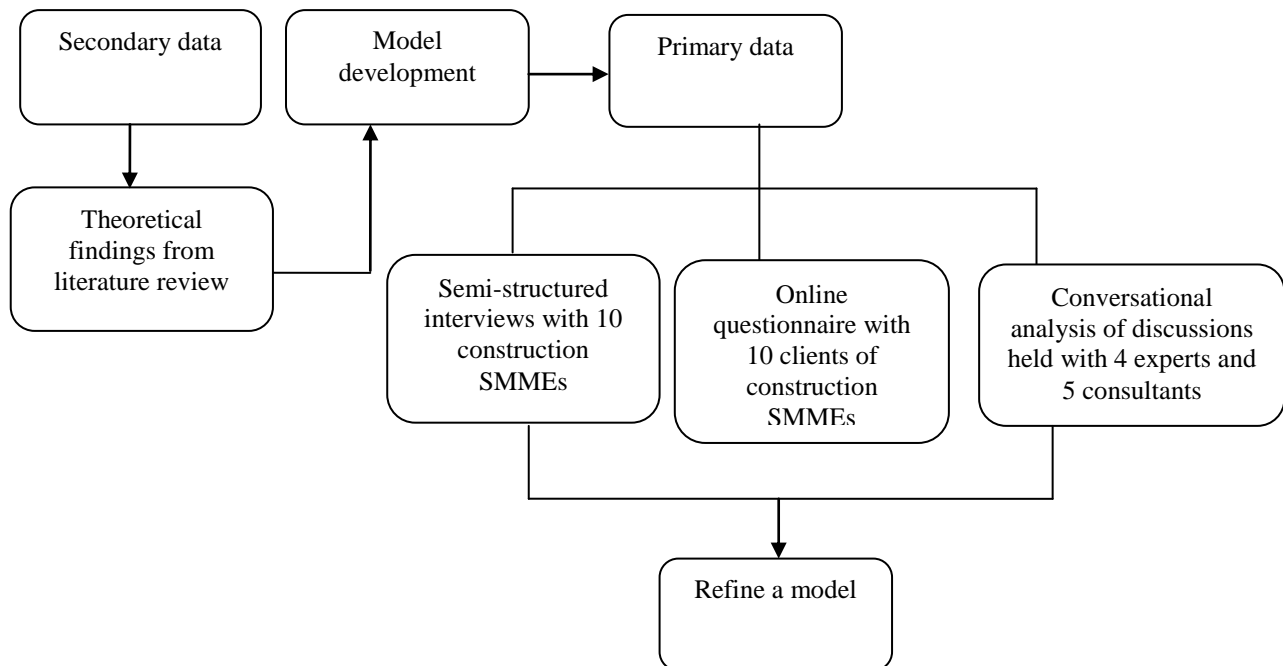 Secondary data
Model
development
Primary data
Theoretical
findings from
literature review
Semi-structured
interviews with 10
construction
SMMEs
Online
questionnaire with
10 clients of
construction
SMMEs
Conversational
analysis of discussions
held with 4 experts and
5 consultants
Refine a model